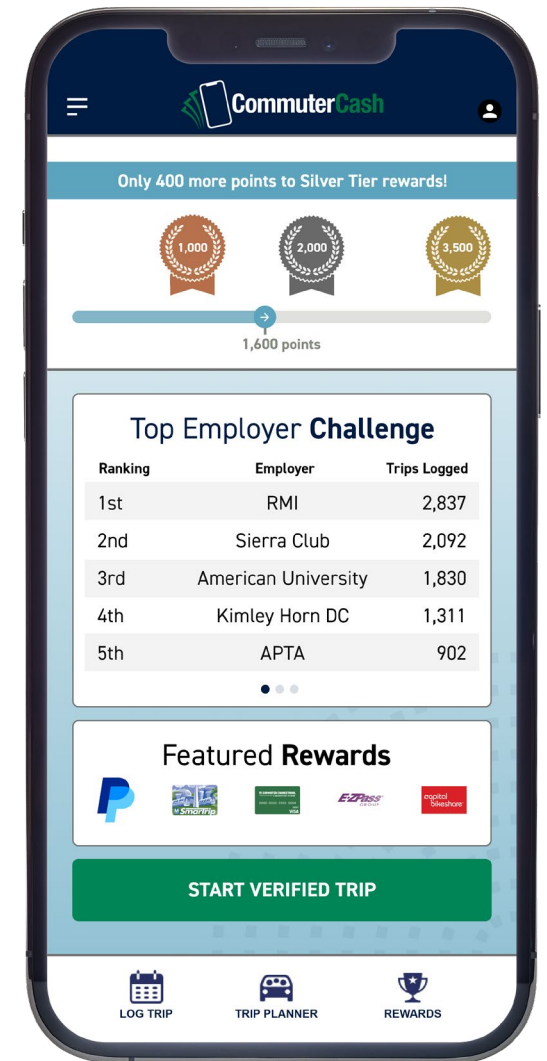 CommuterCash
Only 400 more points to Silver Tier rewards!
1,000 2,000 3,500
1,600 points
Top Employer Challenge
Ranking Employer Trips Logged
1st RMI 2,837
2nd Sierra Club 2,092
3rd American University 1,830
4th Kimley Horn DC 1,311
5th APTA 902
Featured Rewards
SmarTrip
VISA
E-ZPass
GROUP
capital
bikeshare
START VERIFIED TRIP
LOG TRIP TRIP PLANNER REWARDS